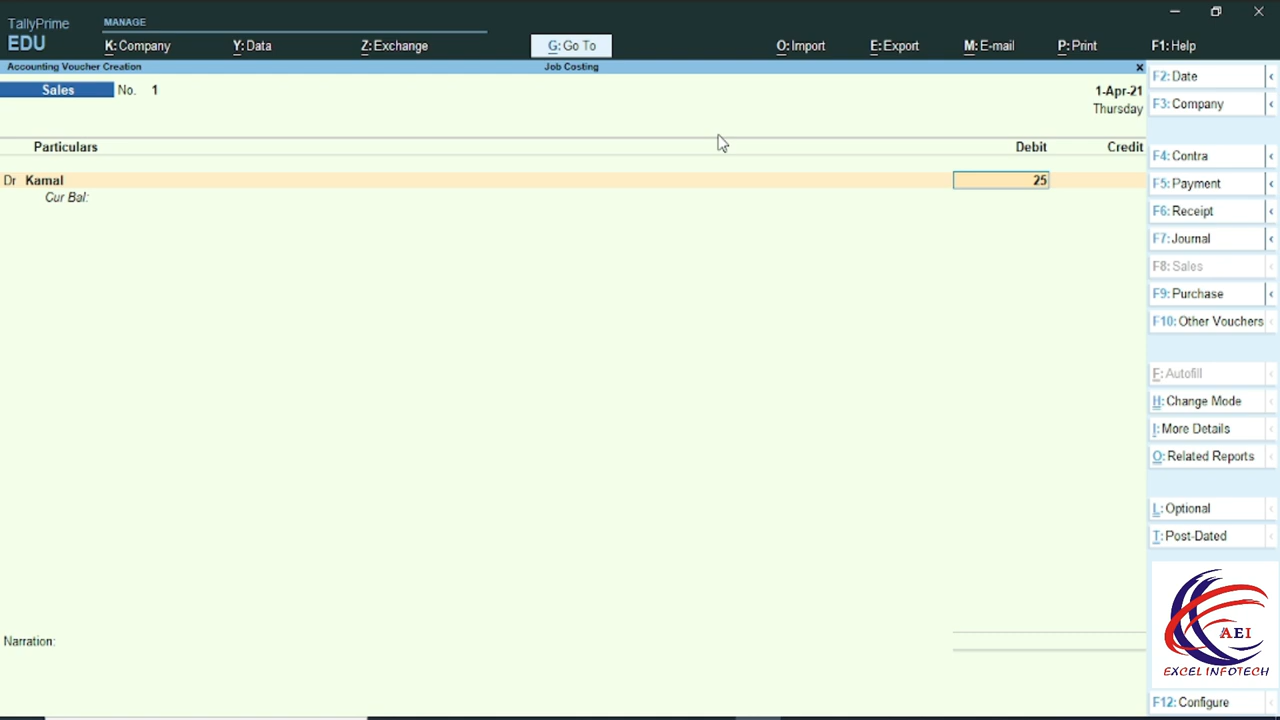 TallyPrime
EDU
MANAGE
K: Company
Y: Data
Z: Exchange
G: Go To
O: Import
E: Export
M: E-mail
P: Print
F1: Help
Accounting Voucher Creation
Job Costing
x
Sales
No. 1
1-Apr-21
Thursday
Particulars
Debit
Credit
Dr Kamal
25
Cur Bal:
Narration:
F2: Date
F3: Company
F4: Contra
F5: Payment
F6: Receipt
F7: Journal
F8: Sales
F9: Purchase
F10: Other Vouchers
F: Autofill
H: Change Mode
I: More Details
O: Related Reports
L: Optional
T: Post-Dated
AEI
EXCEL INFOTECH
F12: Configure